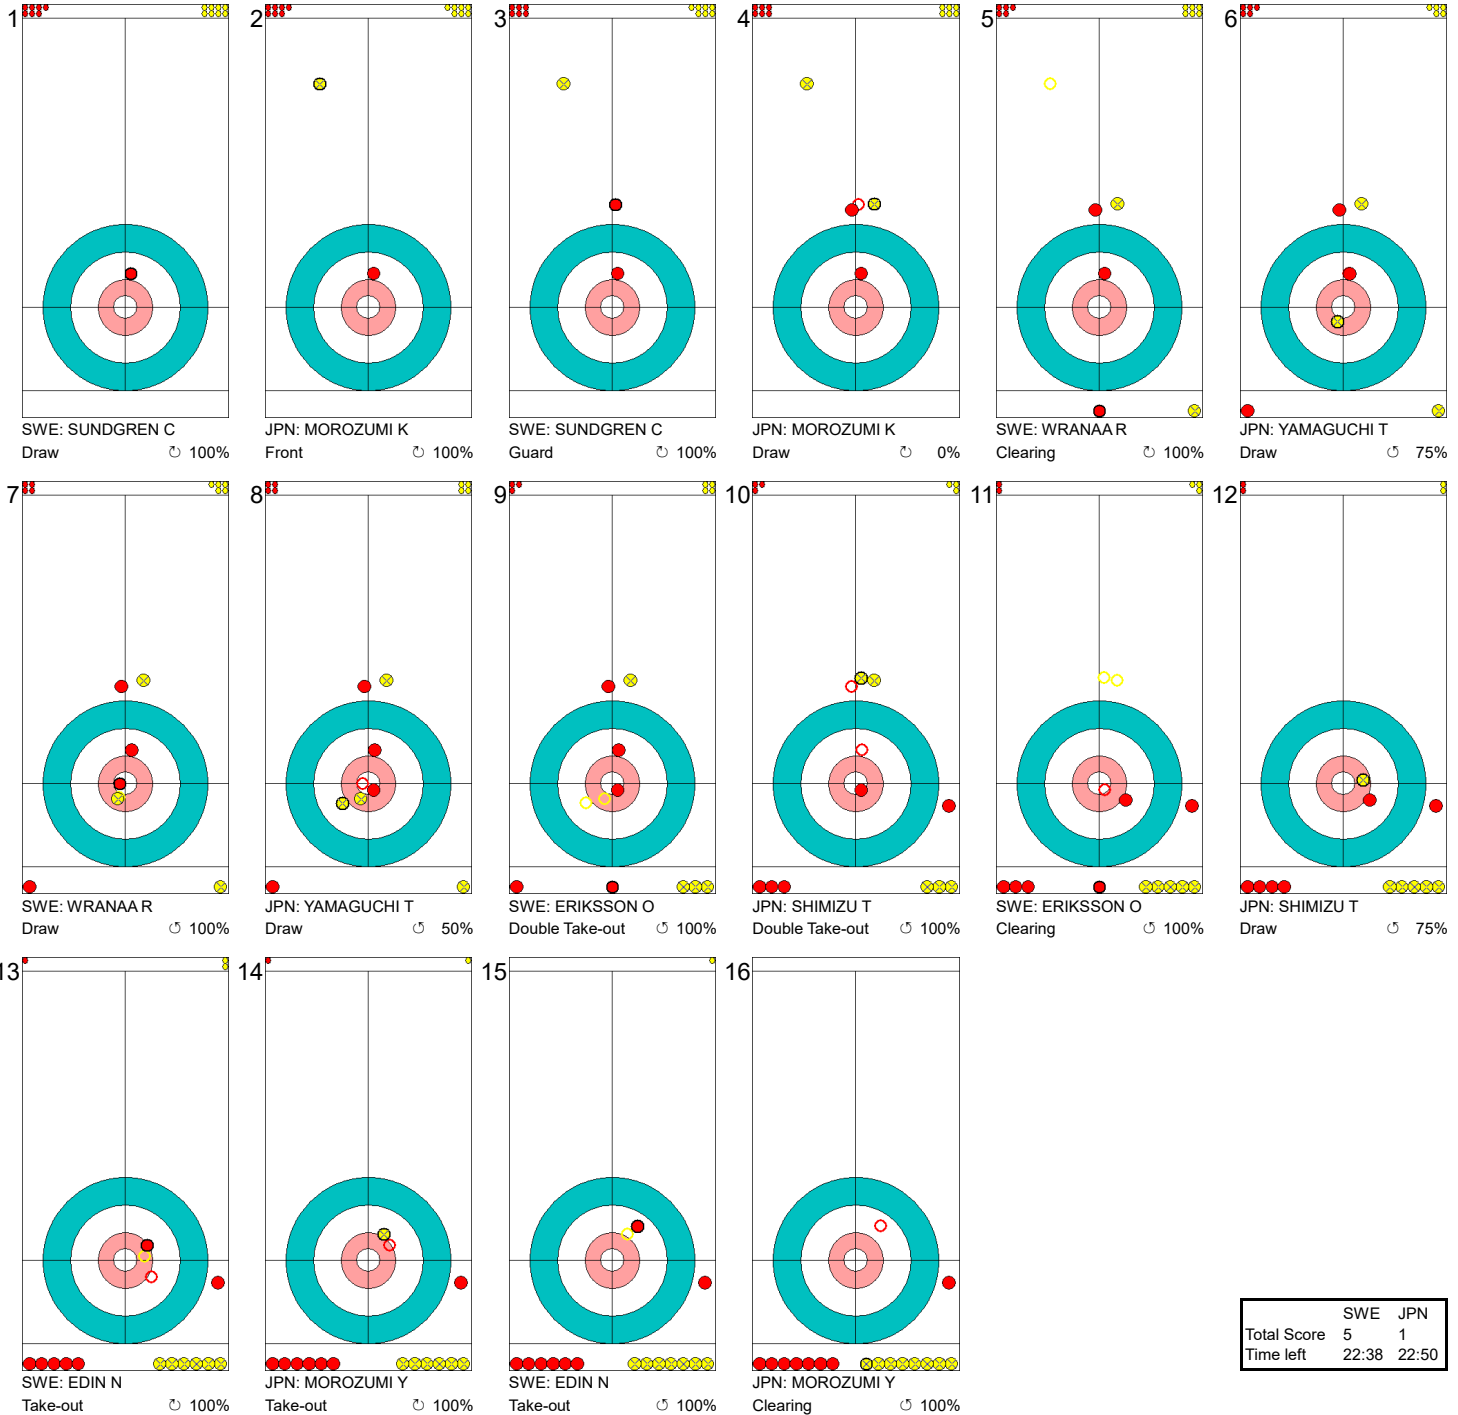 1 2 3 4 5 6
SWE: SUNDGREN C JPN: MOROZUMI K SWE: SUNDGREN C JPN: MOROZUMI K SWE: WRANAA R JPN: YAMAGUCHI T
Draw ↻ 100% Front ↻ 100% Guard ↻ 100% Draw ↻ 0% Clearing ↻ 100% Draw ↺ 75%
7 8 9 10 11 12
SWE: WRANAA R JPN: YAMAGUCHI T SWE: ERIKSSON O JPN: SHIMIZU T SWE: ERIKSSON O JPN: SHIMIZU T
Draw ↺ 100% Draw ↺ 50% Double Take-out ↺ 100% Double Take-out ↺ 100% Clearing ↺ 100% Draw ↺ 75%
13 14 15 16
SWE: EDIN N JPN: MOROZUMI Y SWE: EDIN N JPN: MOROZUMI Y
Take-out ↻ 100% Take-out ↻ 100% Take-out ↻ 100% Clearing ↻ 100%
SWE JPN
Total Score 5 1
Time left 22:38 22:50